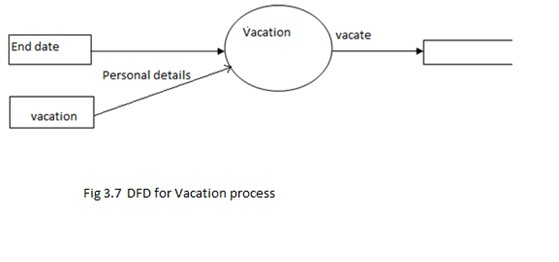 Vacation
vacate
End date
Personal details
vacation
Fig 3.7 DFD for Vacation process